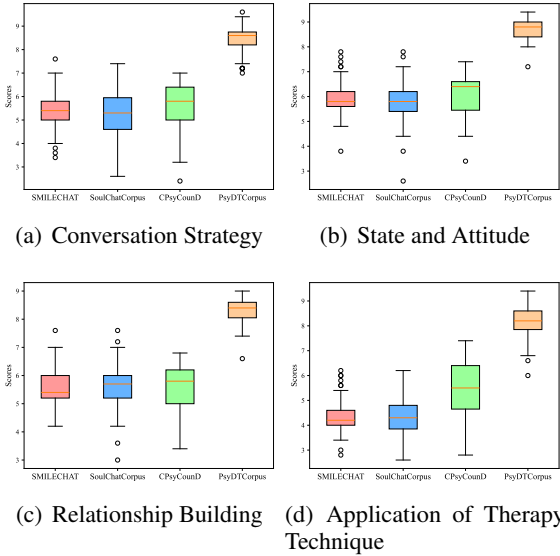 9
8
7
6
5
4
3
Scores
SMILECHAT SoulChatCorpus CPsyCounD PsyDTCorpus
(a) Conversation Strategy
9
8
7
6
5
4
3
Scores
SMILECHAT SoulChatCorpus CPsyCounD PsyDTCorpus
(b) State and Attitude
9
8
7
6
5
4
3
Scores
SMILECHAT SoulChatCorpus CPsyCounD PsyDTCorpus
(c) Relationship Building
9
8
7
6
5
4
3
Scores
SMILECHAT SoulChatCorpus CPsyCounD PsyDTCorpus
(d) Application of Therapy
Technique